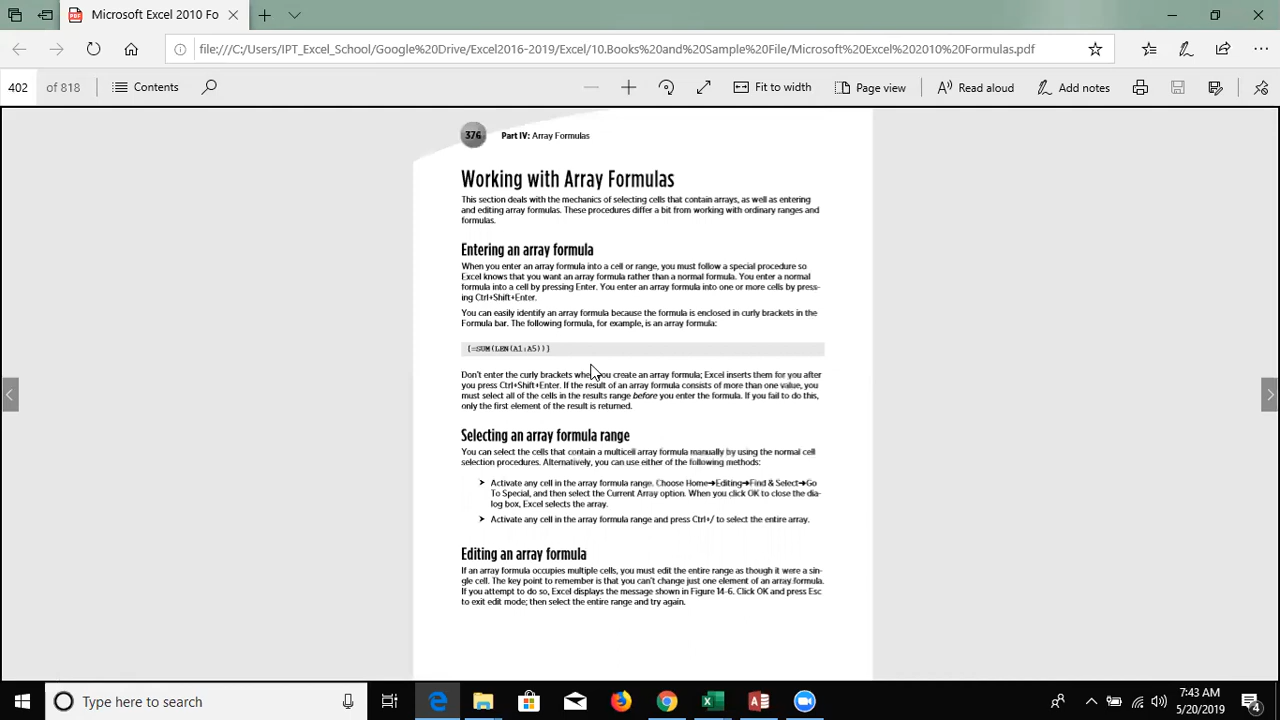 Microsoft Excel 2010 Fo
file:///C:/Users/IPT_Excel_School/Google%20Drive/Excel2016-2019/Excel/10.Books%20and%20Sample%20File/Microsoft%20Excel%202010%20Formulas.pdf
402 of 818 Contents Fit to width Page view Read aloud Add notes
376 Part IV: Array Formulas
Working with Array Formulas
This section deals with the mechanics of selecting cells that contain arrays, as well as entering
and editing array formulas. These procedures differ a bit from working with ordinary ranges and
formulas.
Entering an array formula
When you enter an array formula into a cell or range, you must follow a special procedure so
Excel knows that you want an array formula rather than a normal formula. You enter a normal
formula into a cell by pressing Enter. You enter an array formula into one or more cells by press-
ing Ctrl+Shift+Enter.
You can easily identify an array formula because the formula is enclosed in curly brackets in the
Formula bar. The following formula, for example, is an array formula:
{=SUM(LEN(A1:A5))}
Don't enter the curly brackets when you create an array formula; Excel inserts them for you after
you press Ctrl+Shift+Enter. If the result of an array formula consists of more than one value, you
must select all of the cells in the results range before you enter the formula. If you fail to do this,
only the first element of the result is returned.
Selecting an array formula range
You can select the cells that contain a multicell array formula manually by using the normal cell
selection procedures. Alternatively, you can use either of the following methods:
➤ Activate any cell in the array formula range. Choose Home➜Editing➜Find & Select➜Go
To Special, and then select the Current Array option. When you click OK to close the dia-
log box, Excel selects the array.
➤ Activate any cell in the array formula range and press Ctrl+/ to select the entire array.
Editing an array formula
If an array formula occupies multiple cells, you must edit the entire range as though it were a sin-
gle cell. The key point to remember is that you can't change just one element of an array formula.
If you attempt to do so, Excel displays the message shown in Figure 14-6. Click OK and press Esc
to exit edit mode; then select the entire range and try again.
Type here to search
7:43 AM
5/20/2019
4